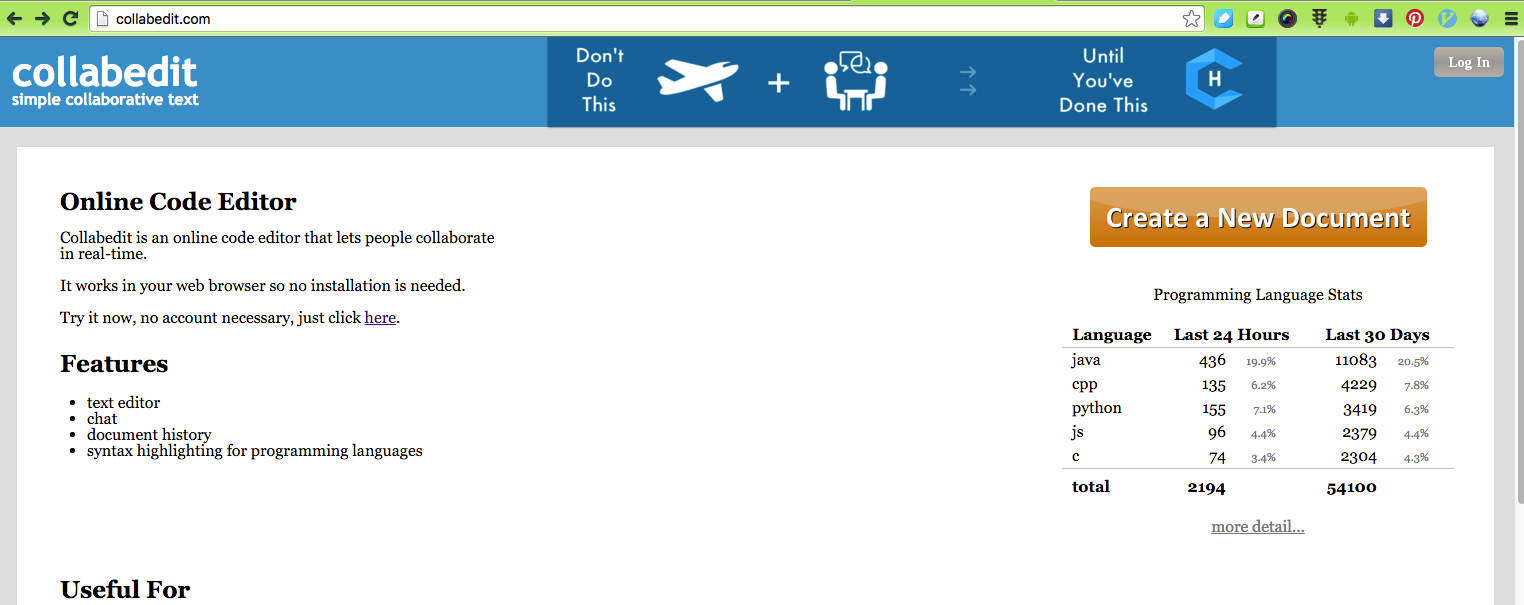 collabedit.com
collabedit
simple collaborative text
Don't
Do
This
+
Until
You've
Done This
H
Log In
Online Code Editor
Collabedit is an online code editor that lets people collaborate
in real-time.
It works in your web browser so no installation is needed.
Try it now, no account necessary, just click here.
Features
text editor
chat
document history
syntax highlighting for programming languages
Useful For
Create a New Document
Programming Language Stats
Language Last 24 Hours Last 30 Days
java 436 19.9% 11083 20.5%
cpp 135 6.2% 4229 7.8%
python 155 7.1% 3419 6.3%
js 96 4.4% 2379 4.4%
c 74 3.4% 2304 4.3%
total 2194 54100
more detail...